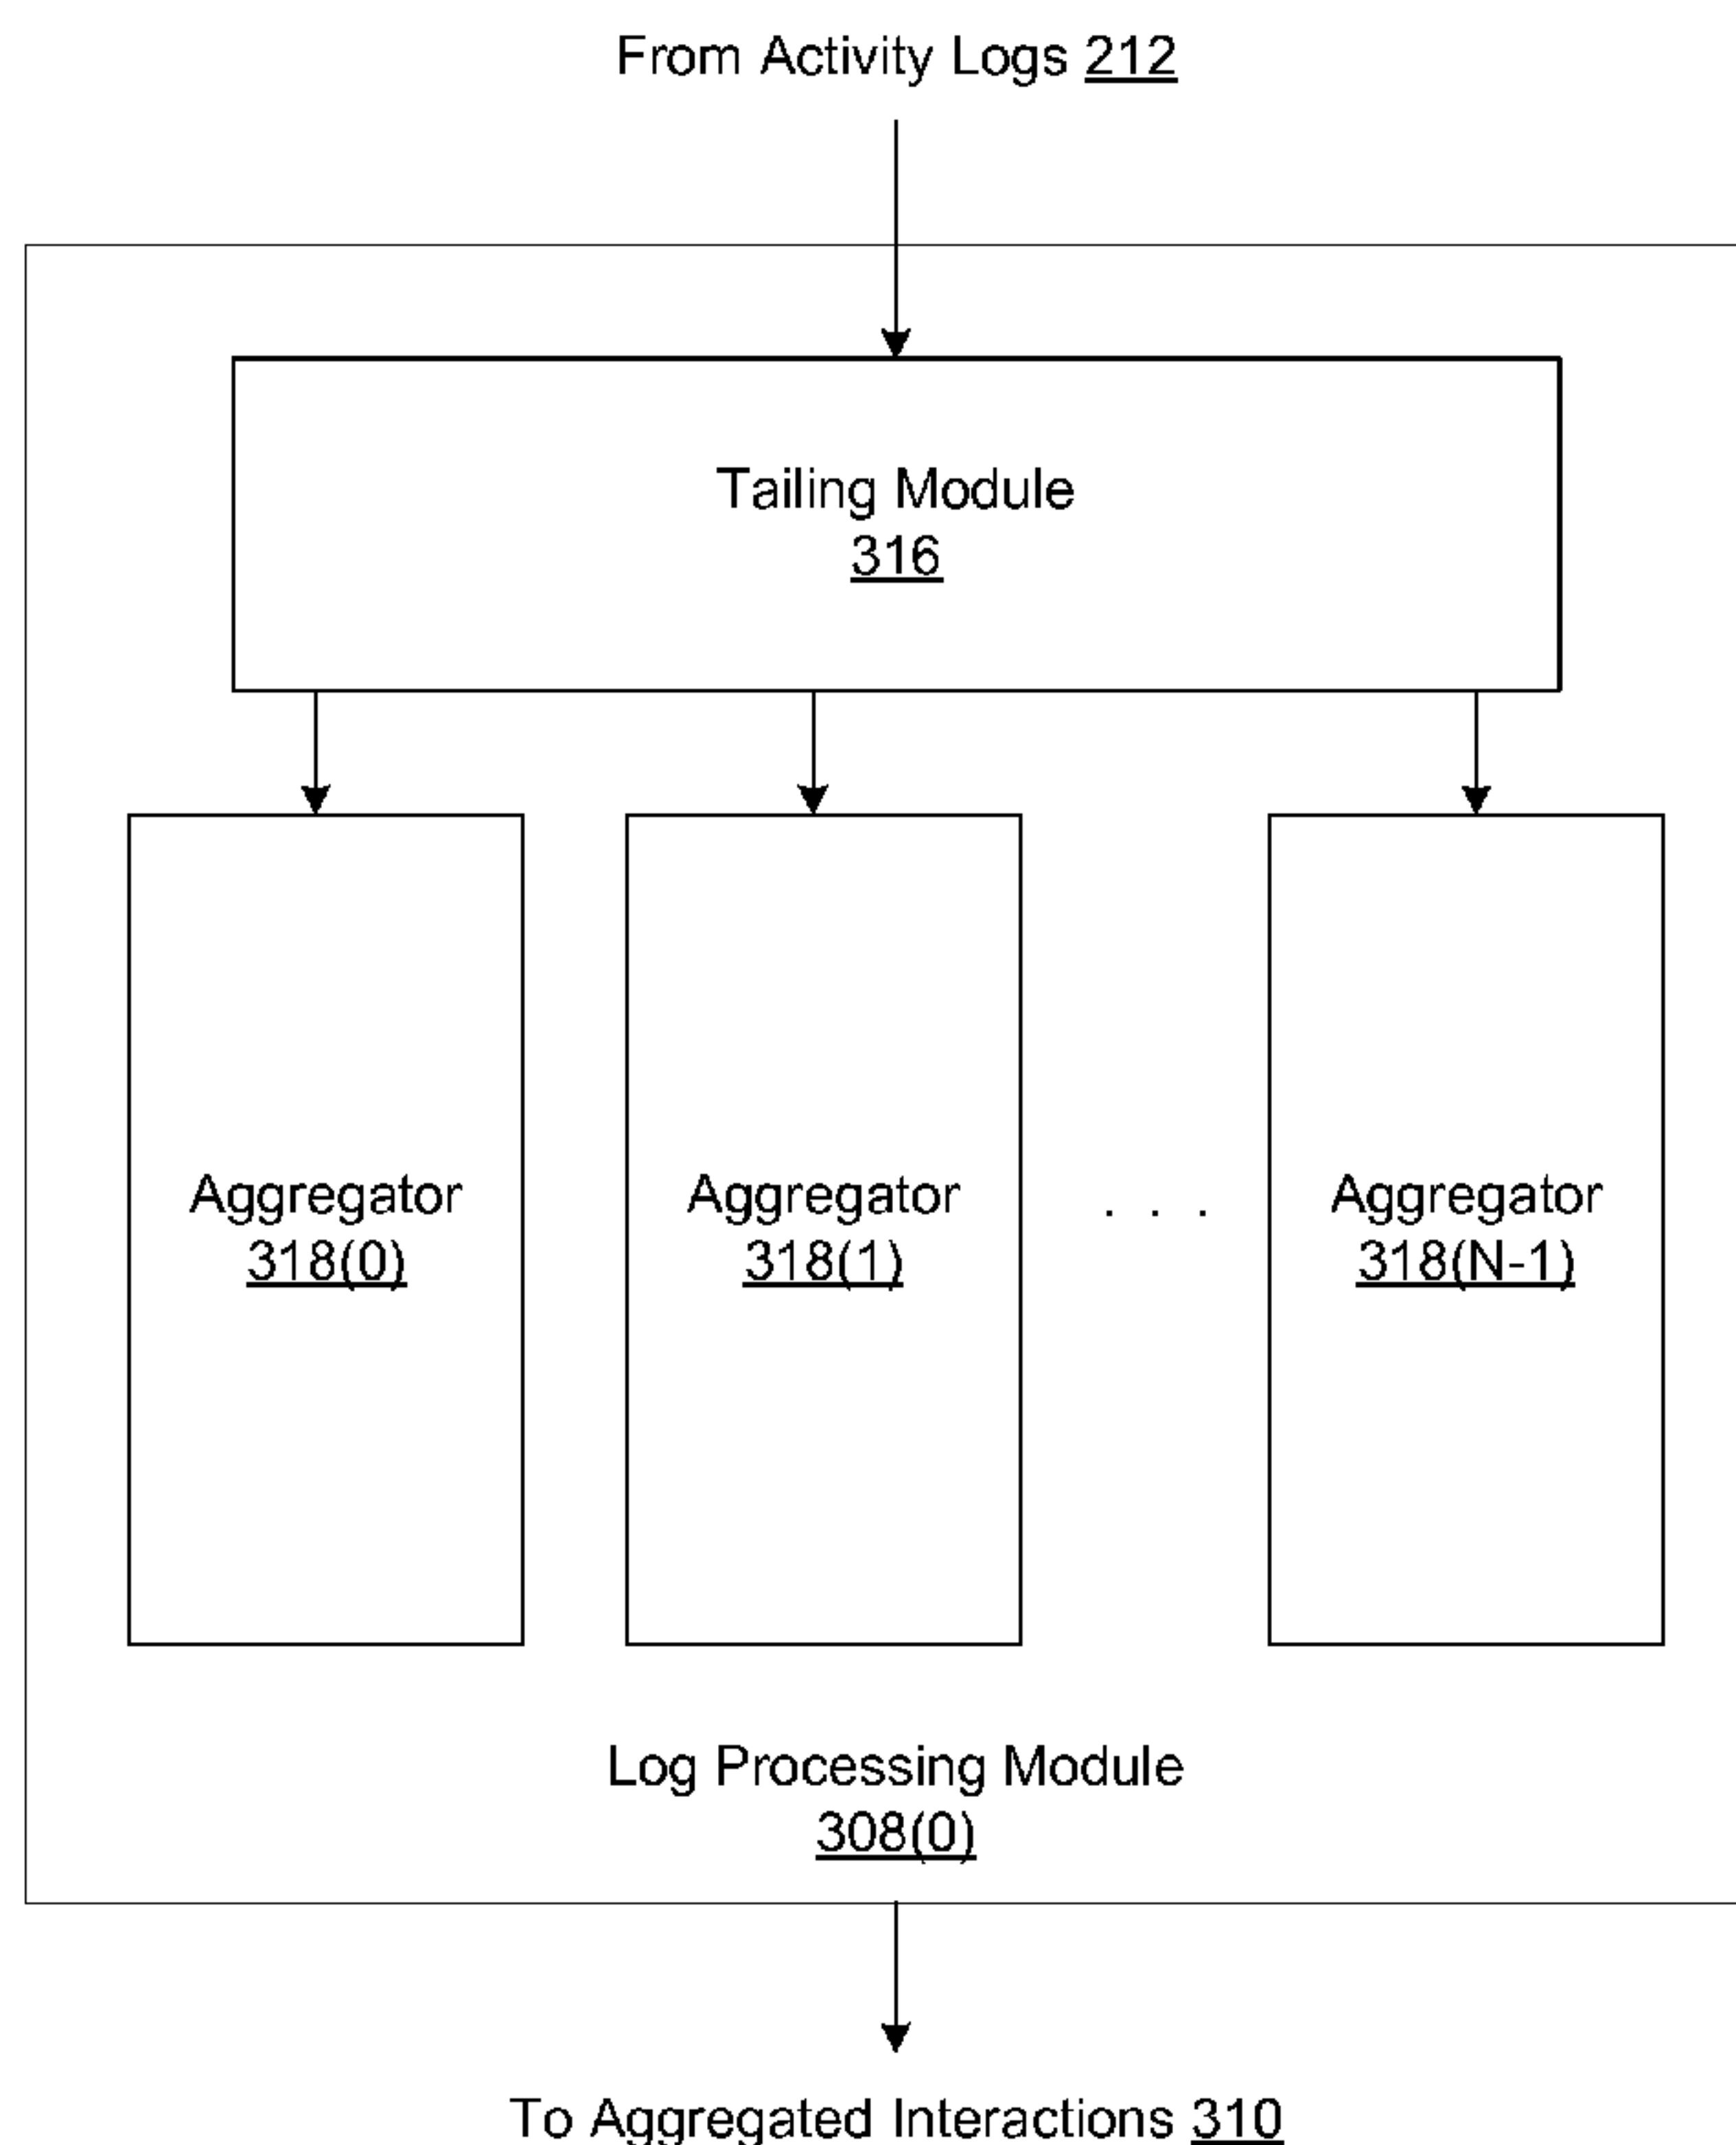 From Activity Logs 212
Tailing Module
316
Aggregator
318(0)
Aggregator
318(1)
. . .
Aggregator
318(N-1)
Log Processing Module
308(0)
To Aggregated Interactions 310